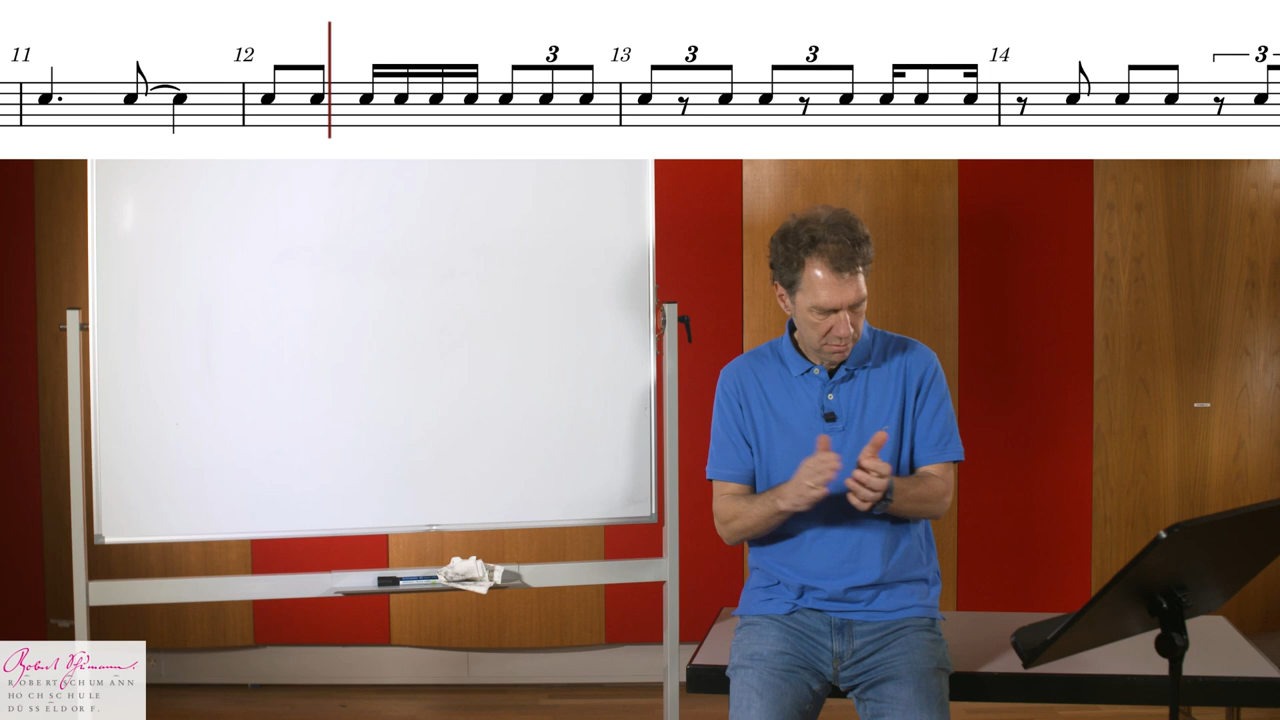 11 12 3 13 3 3 14 3
Robert Schumann
ROBERT SCHUMANN
HOCHSCHULE
DÜSSELDORF.